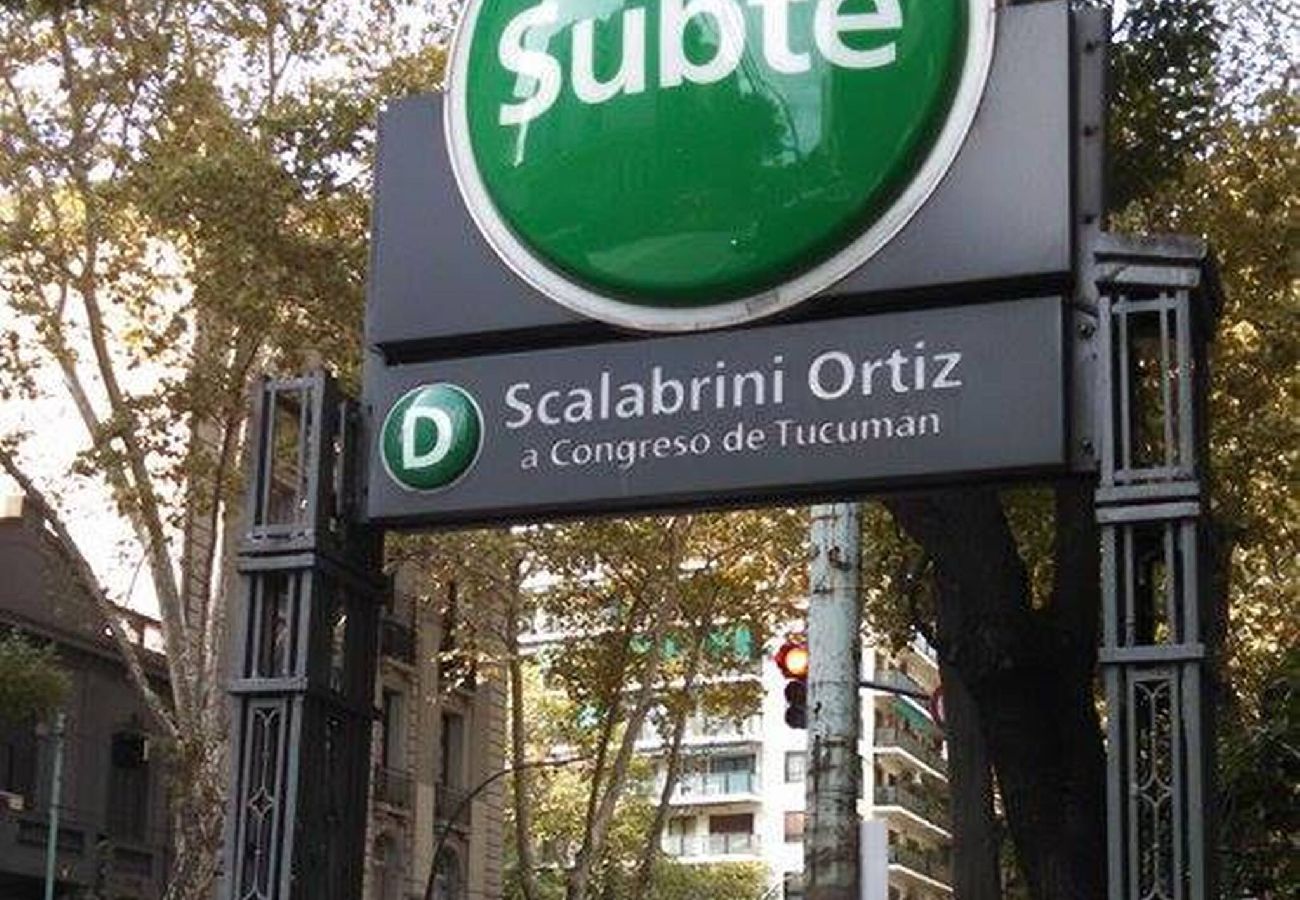 Subte
D
Scalabrini Ortiz
a Congreso de Tucuman